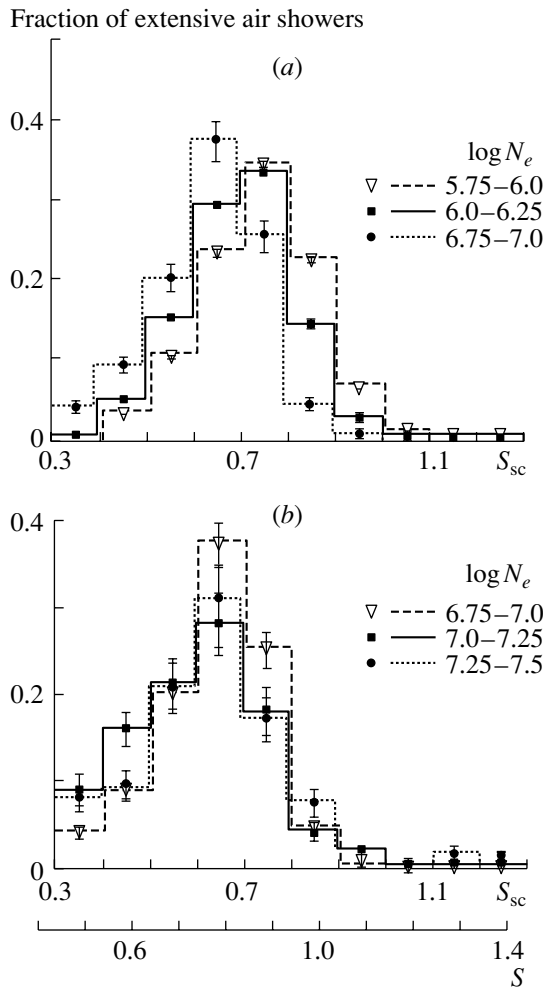 Fraction of extensive air showers
(a)
0.4
log Nₑ
5.75–6.0
6.0–6.25
6.75–7.0
0.2
0
0.3 0.7 1.1 S_sc
(b)
0.4
log Nₑ
6.75–7.0
7.0–7.25
7.25–7.5
0.2
0
0.3 0.7 1.1 S_sc
0.6 1.0 1.4
S